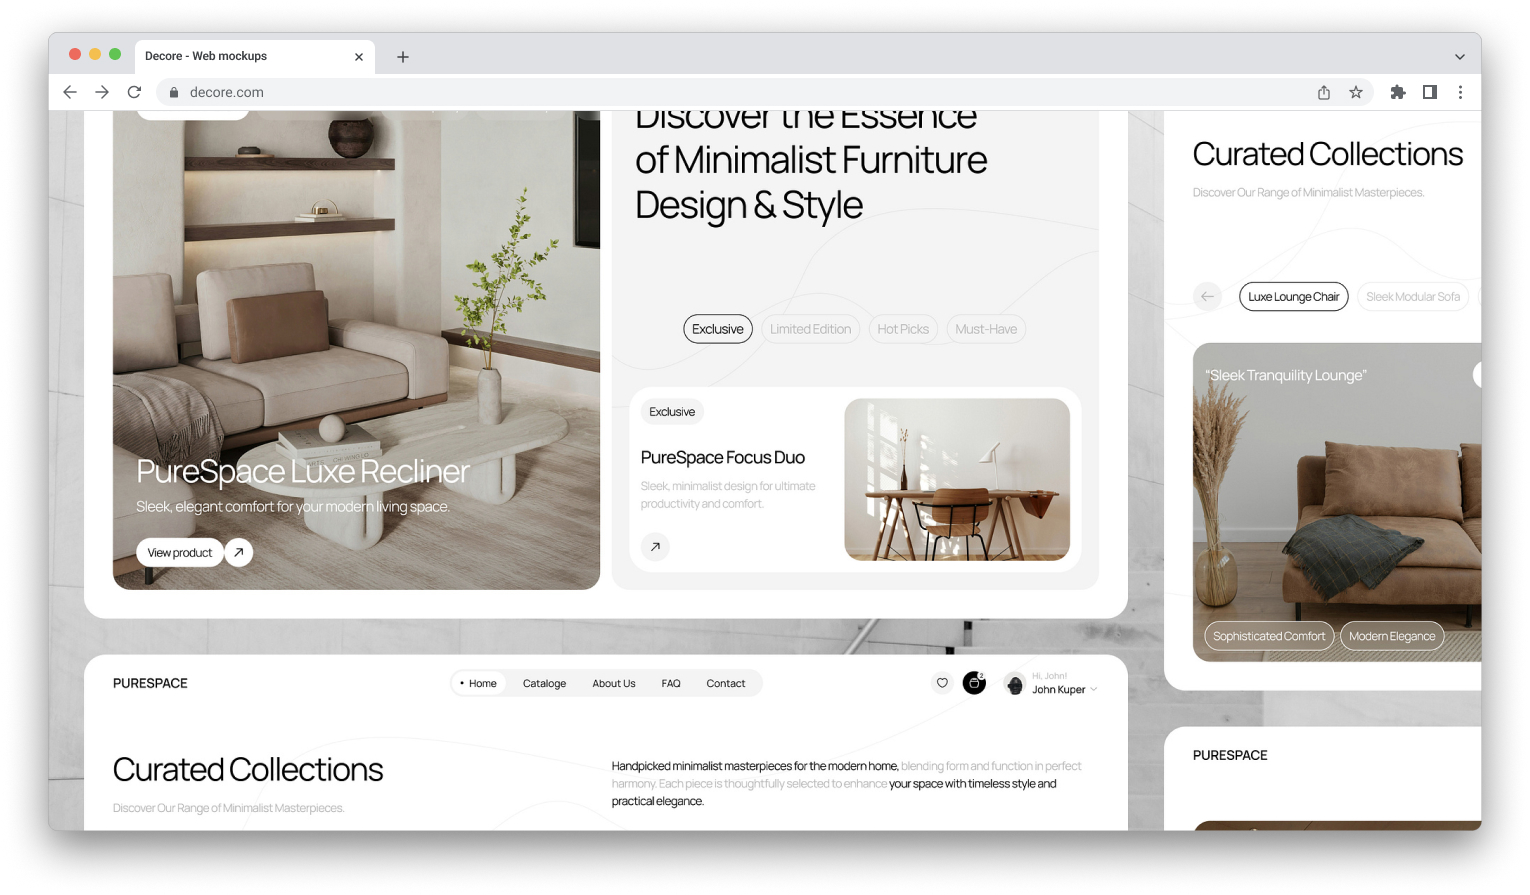 Decore - Web mockups
decore.com
Discover the Essence
of Minimalist Furniture
Design & Style
Exclusive
Limited Edition
Hot Picks
Must-Have
Exclusive
PureSpace Focus Duo
Sleek, minimalist design for ultimate
productivity and comfort.
PureSpace Luxe Recliner
Sleek, elegant comfort for your modern living space.
View product
Curated Collections
Discover Our Range of Minimalist Masterpieces.
Luxe Lounge Chair
Sleek Modular Sofa
“Sleek Tranquility Lounge”
Sophisticated Comfort
Modern Elegance
PURESPACE
Home
Cataloge
About Us
FAQ
Contact
2
Hi, John!
John Kuper
Curated Collections
Discover Our Range of Minimalist Masterpieces.
Handpicked minimalist masterpieces for the modern home, blending form and function in perfect
harmony. Each piece is thoughtfully selected to enhance your space with timeless style and
practical elegance.
PURESPACE